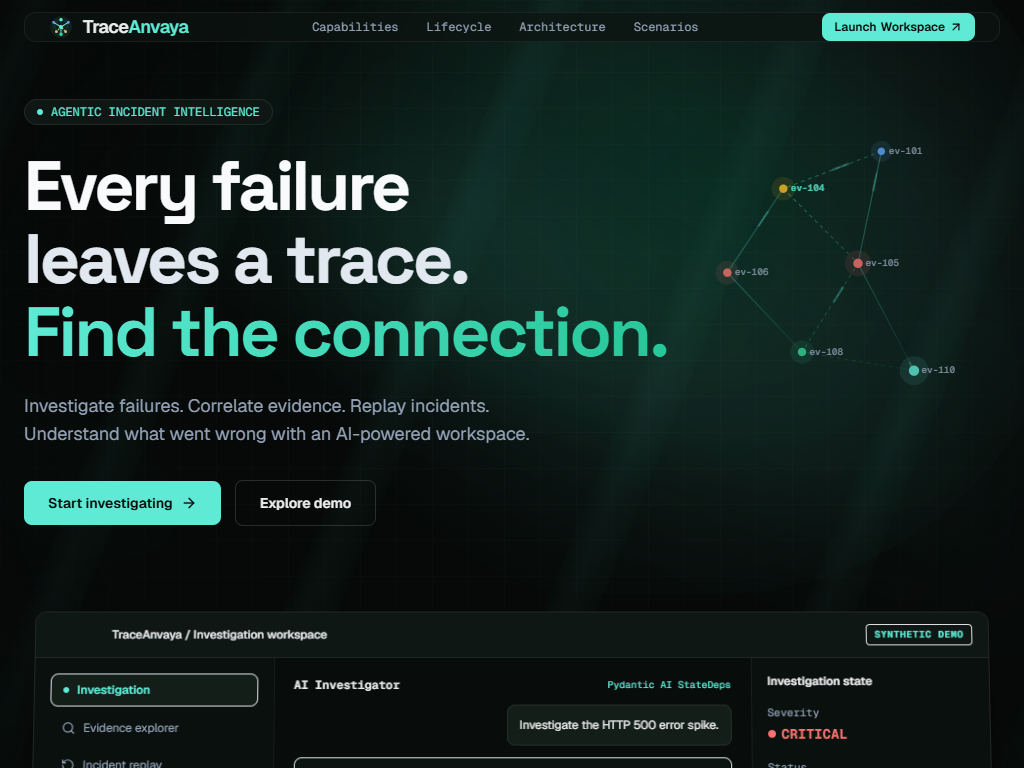 TraceAnvaya
Capabilities
Lifecycle
Architecture
Scenarios
Launch Workspace
AGENTIC INCIDENT INTELLIGENCE
Every failure
leaves a trace.
Find the connection.
Investigate failures. Correlate evidence. Replay incidents.
Understand what went wrong with an AI-powered workspace.
Start investigating
Explore demo
ev-101
ev-104
ev-105
ev-106
ev-108
ev-110
TraceAnvaya / Investigation workspace
SYNTHETIC DEMO
Investigation
Evidence explorer
Incident replay
AI Investigator
Pydantic AI StateDeps
Investigate the HTTP 500 error spike.
Investigation state
Severity
CRITICAL
Status